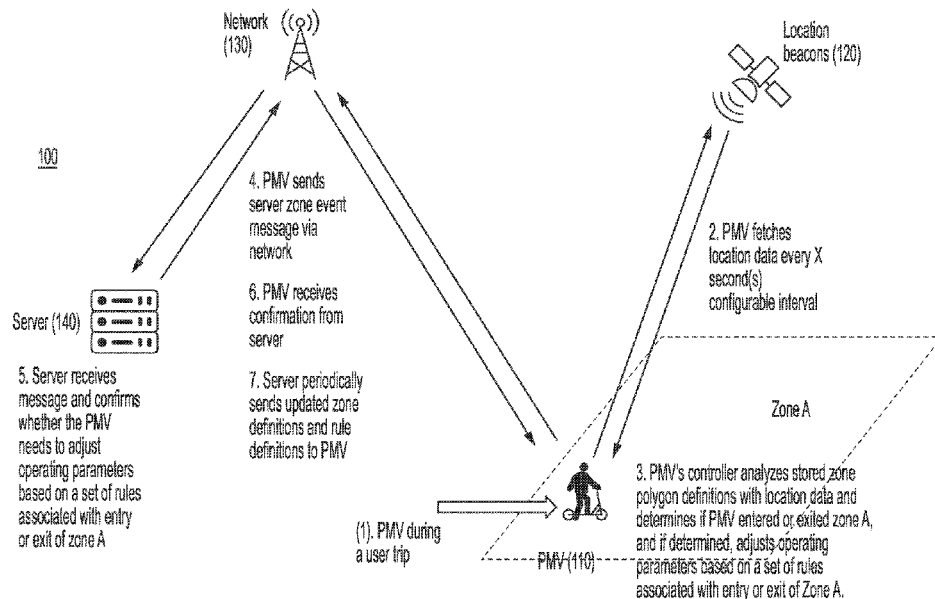 Network
(130)
Location
beacons (120)
100
4. PMV sends
server zone event
message via
network
2. PMV fetches
location data every X
second(s)
configurable interval
6. PMV receives
confirmation from
server
Server (140)
5. Server receives
message and confirms
whether the PMV
needs to adjust
operating parameters
based on a set of rules
associated with entry
or exit of zone A
7. Server periodically
sends updated zone
definitions and rule
definitions to PMV
Zone A
(1). PMV during
a user trip
PMV (110)
3. PMV's controller analyzes stored zone
polygon definitions with location data and
determines if PMV entered or exited zone A,
and if determined, adjusts operating
parameters based on a set of rules
associated with entry or exit of Zone A.